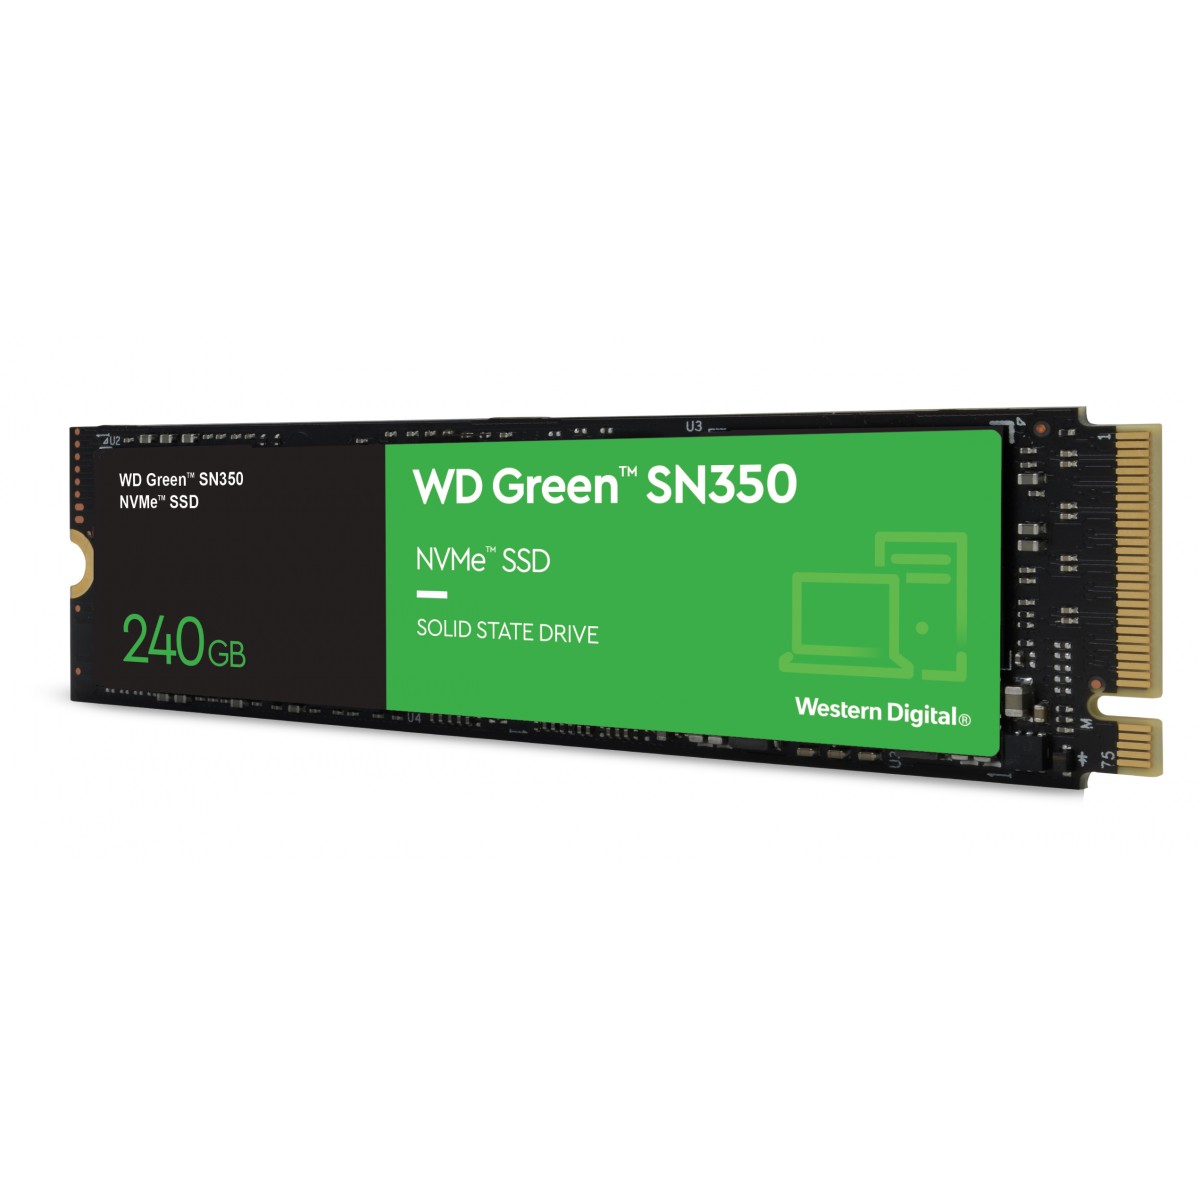 U2
U3
1
WD Green™ SN350
NVMe™ SSD
240GB
WD Green™ SN350
NVMe™ SSD
SOLID STATE DRIVE
Western Digital®
U4
M
75